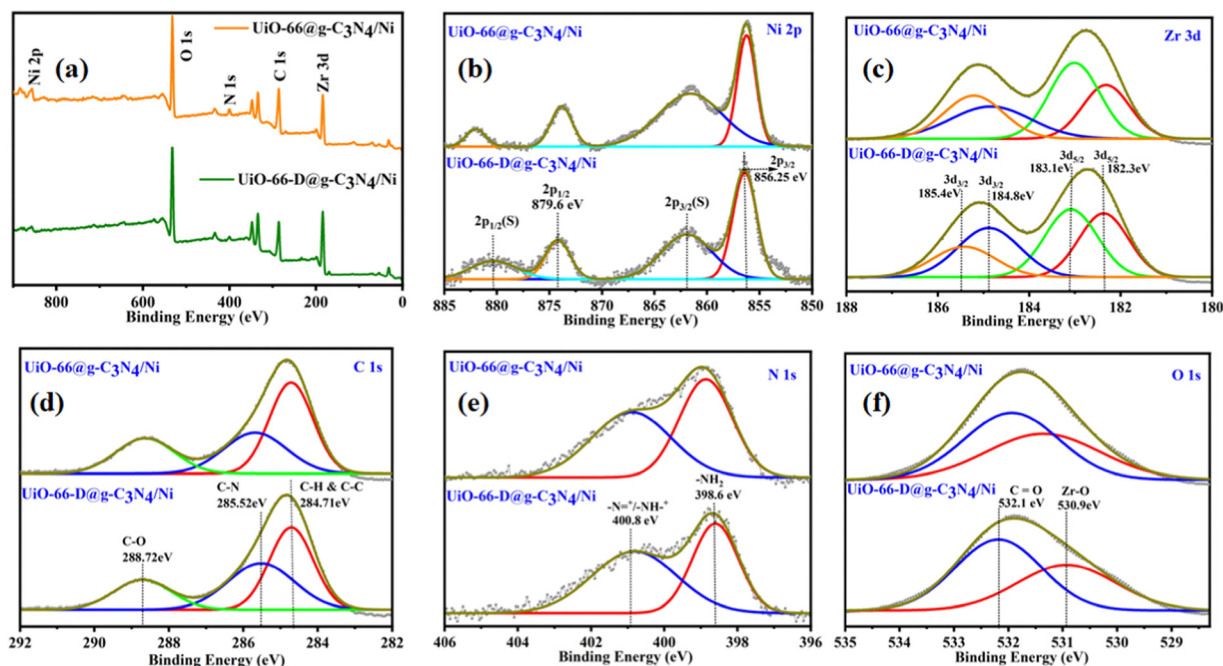 UiO-66@g-C3N4/Ni
(a)
Ni 2p
O 1s
N 1s
C 1s
Zr 3d
UiO-66-D@g-C3N4/Ni
800 600 400 200 0
Binding Energy (eV)
UiO-66@g-C3N4/Ni
Ni 2p
(b)
UiO-66-D@g-C3N4/Ni
2p3/2
856.25 eV
2p1/2
879.6 eV
2p3/2(S)
2p1/2(S)
885 880 875 870 865 860 855 850
Binding Energy (eV)
UiO-66@g-C3N4/Ni
Zr 3d
(c)
UiO-66-D@g-C3N4/Ni
3d5/2
183.1eV
3d5/2
182.3eV
3d3/2
185.4eV
3d3/2
184.8eV
188 186 184 182
Binding Energy (eV)
UiO-66@g-C3N4/Ni
C 1s
(d)
UiO-66-D@g-C3N4/Ni
C-N
285.52eV
C-H & C-C
284.71eV
C-O
288.72eV
292 290 288 286 284 282
Binding Energy (eV)
UiO-66@g-C3N4/Ni
N 1s
(e)
UiO-66-D@g-C3N4/Ni
-NH2
398.6 eV
-N=+/-NH-+
400.8 eV
406 404 402 400 398 396
Binding Energy (eV)
UiO-66@g-C3N4/Ni
O 1s
(f)
UiO-66-D@g-C3N4/Ni
C = O
532.1 eV
Zr-O
530.9eV
535 534 533 532 531 530 529
Binding Energy (eV)